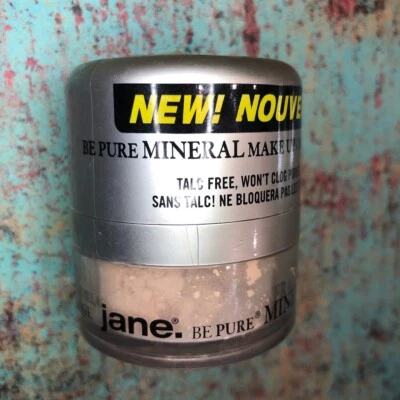 NEW! NOUVE
BE PURE MINERAL MAKE U
TALC FREE, WON'T CLOG
SANS TALC! NE BLOQUERA PAS
jane.® BE PURE® MIN